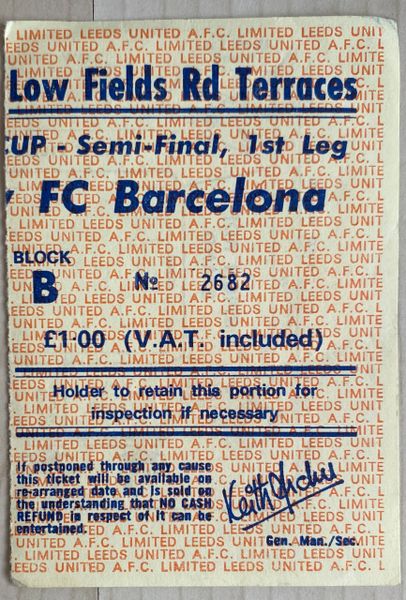 Low Fields Rd Terraces
CUP - Semi-Final, 1st Leg
v FC Barcelona
BLOCK
B
№ 2682
£1·00 (V.A.T. included)
Holder to retain this portion for
inspection if necessary
If postponed through any cause
this ticket will be available on
re-arranged date and is sold on
the understanding that NO CASH
REFUND in respect of it can be
entertained.
Keith Archer
Gen. Man./Sec.